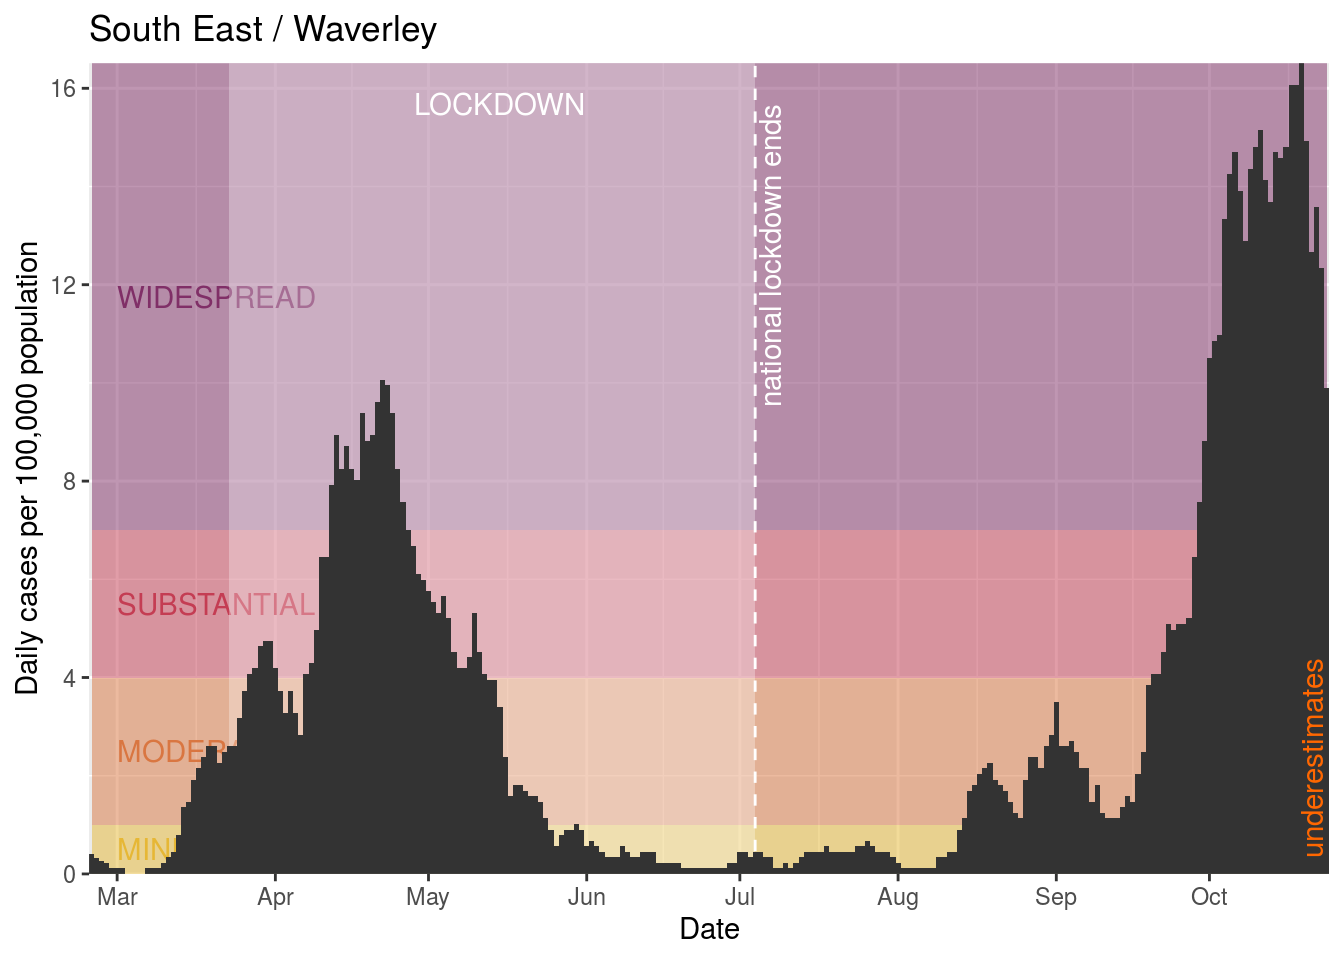 South East / Waverley
LOCKDOWN
national lockdown ends
WIDESPREAD
SUBSTANTIAL
MODER
MIN
underestimates
Daily cases per 100,000 population
16
12
8
4
0
Mar Apr May Jun Jul Aug Sep Oct
Date